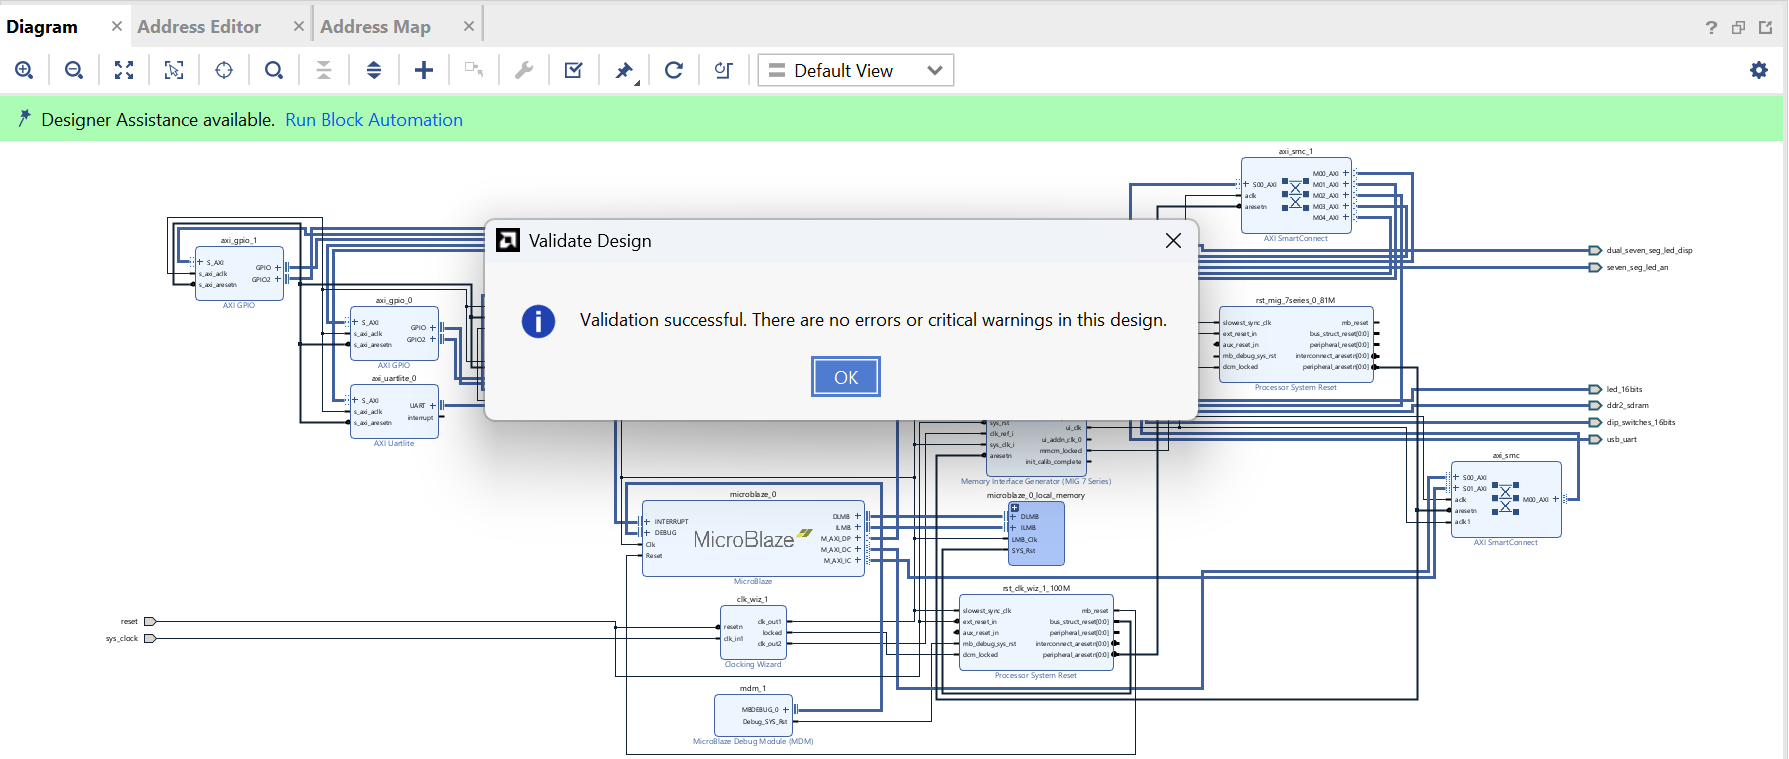 Diagram
Address Editor
Address Map
Default View
Designer Assistance available. Run Block Automation
axi_smc_1
S00_AXI
aclk
aresetn
M00_AXI
M01_AXI
M02_AXI
M03_AXI
M04_AXI
AXI SmartConnect
axi_gpio_1
S_AXI
s_axi_aclk
s_axi_aresetn
GPIO
GPIO2
AXI GPIO
Validate Design
Validation successful. There are no errors or critical warnings in this design.
OK
dual_seven_seg_led_disp
seven_seg_led_an
axi_gpio_0
S_AXI
s_axi_aclk
s_axi_aresetn
GPIO
GPIO2
AXI GPIO
rst_mig_7series_0_81M
slowest_sync_clk
ext_reset_in
aux_reset_in
mb_debug_sys_rst
dcm_locked
mb_reset
bus_struct_reset[0:0]
peripheral_reset[0:0]
interconnect_aresetn[0:0]
peripheral_aresetn[0:0]
Processor System Reset
axi_uartlite_0
S_AXI
s_axi_aclk
s_axi_aresetn
UART
interrupt
AXI Uartlite
led_16bits
ddr2_sdram
dip_switches_16bits
usb_uart
sys_rst
clk_ref_i
sys_clk_i
aresetn
ui_clk
ui_addn_clk_0
mmcm_locked
init_calib_complete
Memory Interface Generator (MIG 7 Series)
axi_smc
S00_AXI
S01_AXI
aclk
aresetn
aclk1
M00_AXI
AXI SmartConnect
microblaze_0
INTERRUPT
DEBUG
Clk
Reset
MicroBlaze
DLMB
ILMB
M_AXI_DP
M_AXI_DC
M_AXI_IC
MicroBlaze
microblaze_0_local_memory
DLMB
ILMB
LMB_Clk
SYS_Rst
rst_clk_wiz_1_100M
slowest_sync_clk
ext_reset_in
aux_reset_in
mb_debug_sys_rst
dcm_locked
mb_reset
bus_struct_reset[0:0]
peripheral_reset[0:0]
interconnect_aresetn[0:0]
peripheral_aresetn[0:0]
Processor System Reset
clk_wiz_1
resetn
clk_in1
clk_out1
locked
clk_out2
Clocking Wizard
reset
sys_clock
mdm_1
MBDEBUG_0
Debug_SYS_Rst
MicroBlaze Debug Module (MDM)